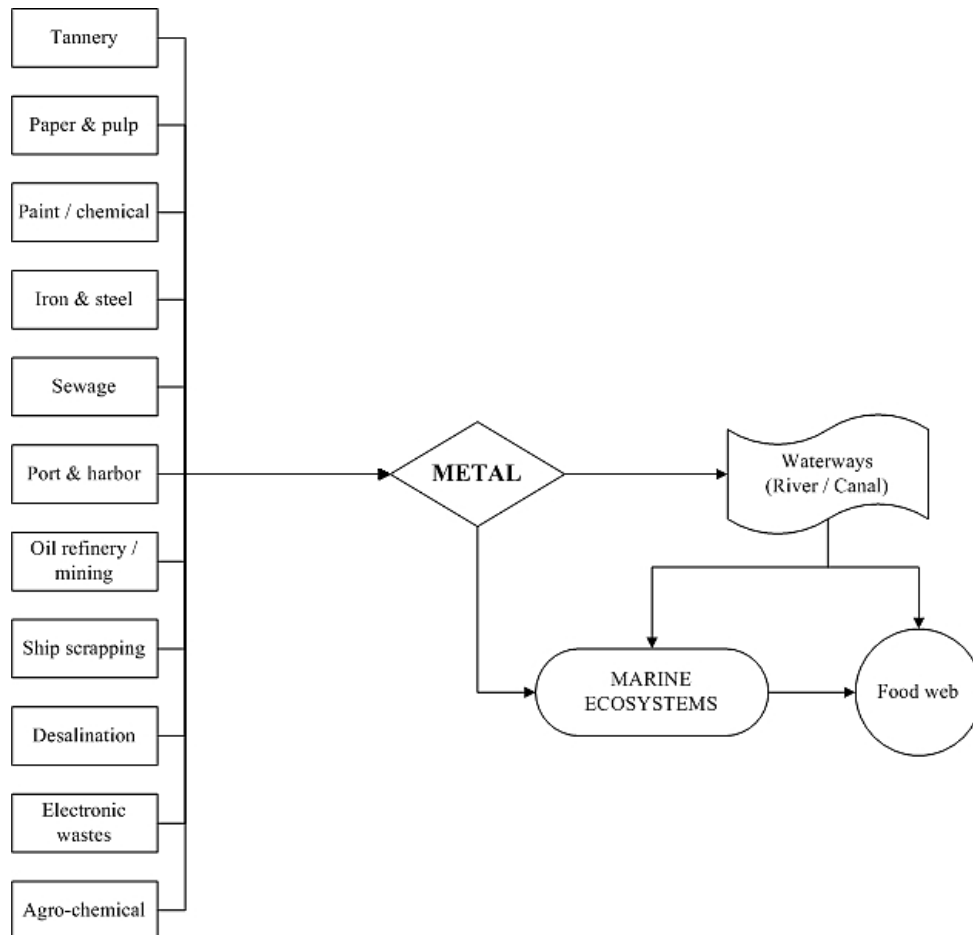 Tannery
Paper & pulp
Paint / chemical
Iron & steel
Sewage
Port & harbor
Oil refinery /
mining
Ship scrapping
Desalination
Electronic
wastes
Agro-chemical
METAL
Waterways
(River / Canal)
MARINE
ECOSYSTEMS
Food web